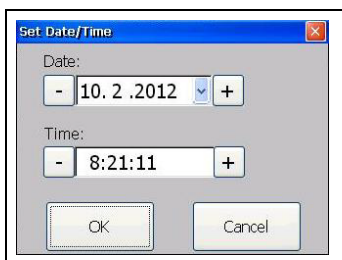 Set Date/Time
Date:
- 10. 2 .2012 +
Time:
- 8:21:11 +
OK Cancel